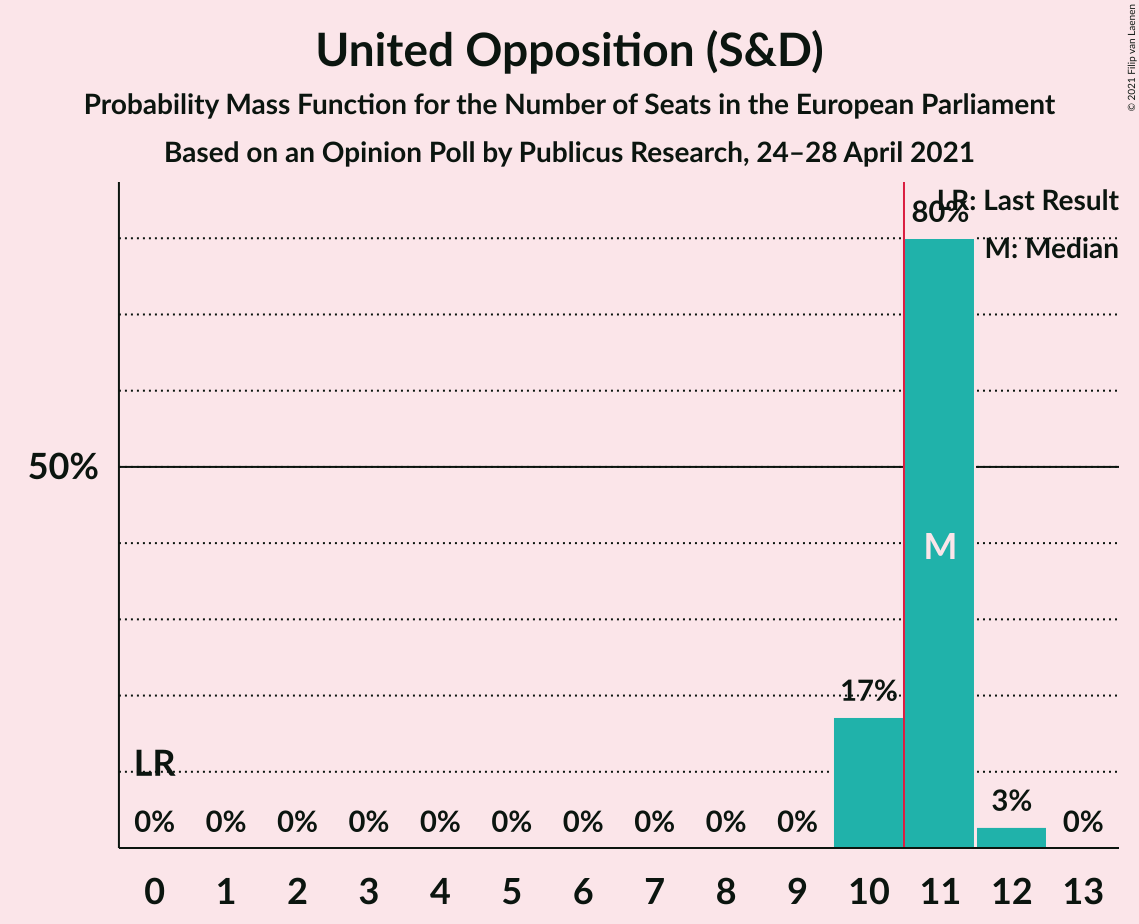 United Opposition (S&D)
Probability Mass Function for the Number of Seats in the European Parliament
Based on an Opinion Poll by Publicus Research, 24–28 April 2021
© 2021 Filip van Laenen
LR: Last Result
M: Median
80%
50%
M
17%
LR
3%
0% 0% 0% 0% 0% 0% 0% 0% 0% 0% 0%
0 1 2 3 4 5 6 7 8 9 10 11 12 13